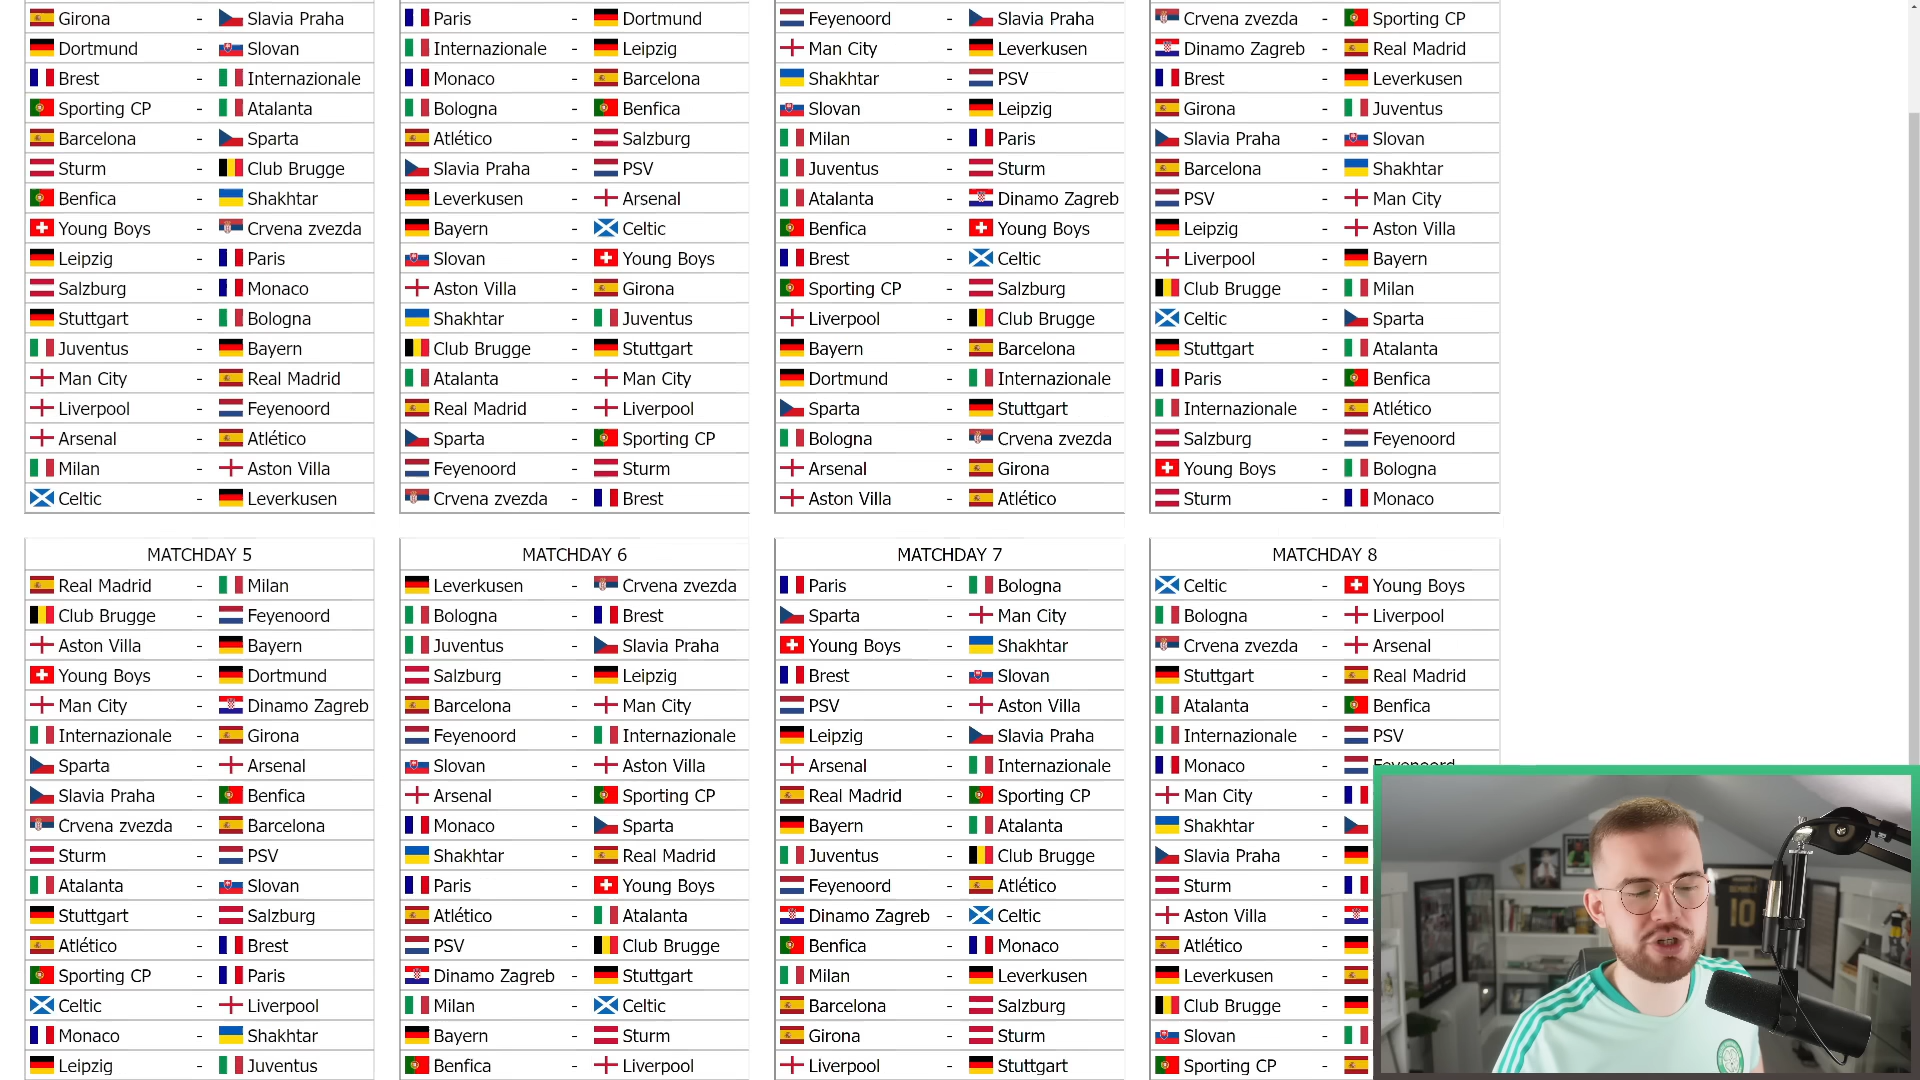 Girona - Slavia Praha
Dortmund - Slovan
Brest - Internazionale
Sporting CP - Atalanta
Barcelona - Sparta
Sturm - Club Brugge
Benfica - Shakhtar
Young Boys - Crvena zvezda
Leipzig - Paris
Salzburg - Monaco
Stuttgart - Bologna
Juventus - Bayern
Man City - Real Madrid
Liverpool - Feyenoord
Arsenal - Atlético
Milan - Aston Villa
Celtic - Leverkusen
Paris - Dortmund
Internazionale - Leipzig
Monaco - Barcelona
Bologna - Benfica
Atlético - Salzburg
Slavia Praha - PSV
Leverkusen - Arsenal
Bayern - Celtic
Slovan - Young Boys
Aston Villa - Girona
Shakhtar - Juventus
Club Brugge - Stuttgart
Atalanta - Man City
Real Madrid - Liverpool
Sparta - Sporting CP
Feyenoord - Sturm
Crvena zvezda - Brest
Feyenoord - Slavia Praha
Man City - Leverkusen
Shakhtar - PSV
Slovan - Leipzig
Milan - Paris
Juventus - Sturm
Atalanta - Dinamo Zagreb
Benfica - Young Boys
Brest - Celtic
Sporting CP - Salzburg
Liverpool - Club Brugge
Bayern - Barcelona
Dortmund - Internazionale
Sparta - Stuttgart
Bologna - Crvena zvezda
Arsenal - Girona
Aston Villa - Atlético
Crvena zvezda - Sporting CP
Dinamo Zagreb - Real Madrid
Brest - Leverkusen
Girona - Juventus
Slavia Praha - Slovan
Barcelona - Shakhtar
PSV - Man City
Leipzig - Aston Villa
Liverpool - Bayern
Club Brugge - Milan
Celtic - Sparta
Stuttgart - Atalanta
Paris - Benfica
Internazionale - Atlético
Salzburg - Feyenoord
Young Boys - Bologna
Sturm - Monaco
MATCHDAY 5
Real Madrid - Milan
Club Brugge - Feyenoord
Aston Villa - Bayern
Young Boys - Dortmund
Man City - Dinamo Zagreb
Internazionale - Girona
Sparta - Arsenal
Slavia Praha - Benfica
Crvena zvezda - Barcelona
Sturm - PSV
Atalanta - Slovan
Stuttgart - Salzburg
Atlético - Brest
Sporting CP - Paris
Celtic - Liverpool
Monaco - Shakhtar
Leipzig - Juventus
MATCHDAY 6
Leverkusen - Crvena zvezda
Bologna - Brest
Juventus - Slavia Praha
Salzburg - Leipzig
Barcelona - Man City
Feyenoord - Internazionale
Slovan - Aston Villa
Arsenal - Sporting CP
Monaco - Sparta
Shakhtar - Real Madrid
Paris - Young Boys
Atlético - Atalanta
PSV - Club Brugge
Dinamo Zagreb - Stuttgart
Milan - Celtic
Bayern - Sturm
Benfica - Liverpool
MATCHDAY 7
Paris - Bologna
Sparta - Man City
Young Boys - Shakhtar
Brest - Slovan
PSV - Aston Villa
Leipzig - Slavia Praha
Arsenal - Internazionale
Real Madrid - Sporting CP
Bayern - Atalanta
Juventus - Club Brugge
Feyenoord - Atlético
Dinamo Zagreb - Celtic
Benfica - Monaco
Milan - Leverkusen
Barcelona - Salzburg
Girona - Sturm
Liverpool - Stuttgart
MATCHDAY 8
Celtic - Young Boys
Bologna - Liverpool
Crvena zvezda - Arsenal
Stuttgart - Real Madrid
Atalanta - Benfica
Internazionale - PSV
Monaco - Feyenoord
Man City -
Shakhtar -
Slavia Praha -
Sturm -
Aston Villa -
Atlético -
Leverkusen -
Club Brugge -
Slovan -
Sporting CP -
10